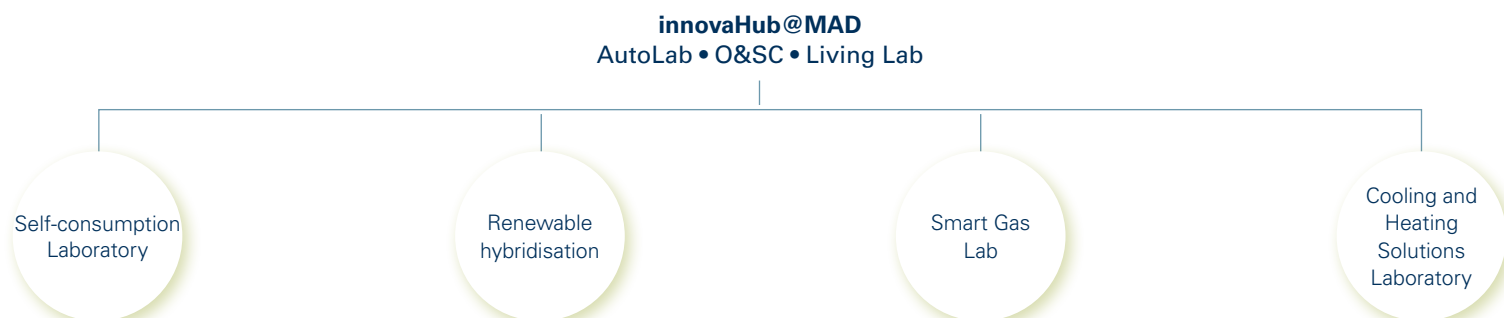 innovaHub@MAD
AutoLab • O&SC • Living Lab
Self-consumption
Laboratory
Renewable
hybridisation
Smart Gas
Lab
Cooling and
Heating
Solutions
Laboratory